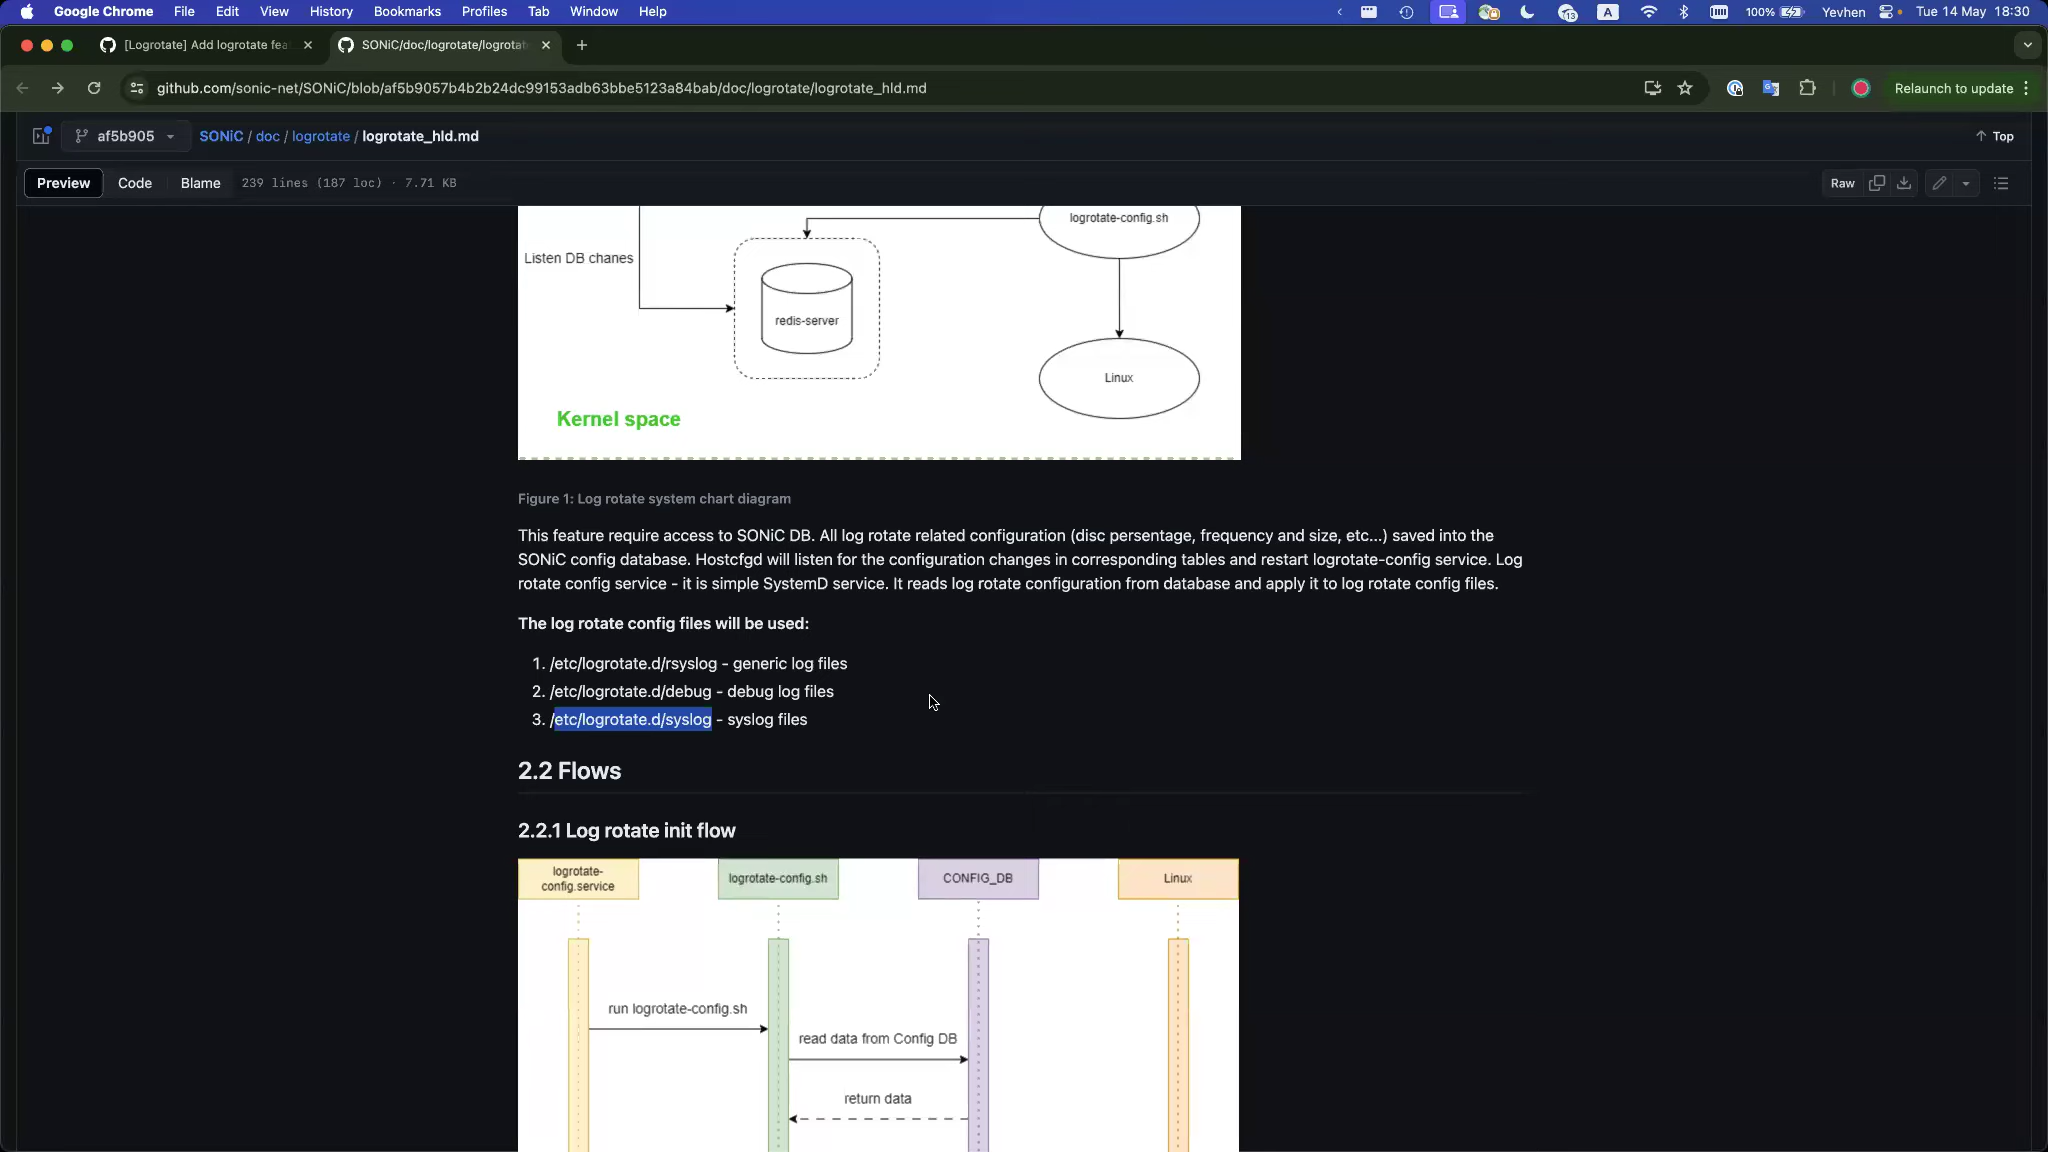 Google Chrome File Edit View History Bookmarks Profiles Tab Window Help
13 A 100% Yevhen Tue 14 May 18:30
[Logrotate] Add logrotate fea
SONiC/doc/logrotate/logrotat
github.com/sonic-net/SONiC/blob/af5b9057b4b2b24dc99153adb63bbe5123a84bab/doc/logrotate/logrotate_hld.md
Relaunch to update
af5b905
SONiC / doc / logrotate / logrotate_hld.md
Top
Preview Code Blame 239 lines (187 loc) · 7.71 KB
Raw
logrotate-config.sh
Listen DB chanes
redis-server
Linux
Kernel space
Figure 1: Log rotate system chart diagram
This feature require access to SONiC DB. All log rotate related configuration (disc persentage, frequency and size, etc...) saved into the
SONiC config database. Hostcfgd will listen for the configuration changes in corresponding tables and restart logrotate-config service. Log
rotate config service - it is simple SystemD service. It reads log rotate configuration from database and apply it to log rotate config files.
The log rotate config files will be used:
1. /etc/logrotate.d/rsyslog - generic log files
2. /etc/logrotate.d/debug - debug log files
3. /etc/logrotate.d/syslog - syslog files
2.2 Flows
2.2.1 Log rotate init flow
logrotate-
config.service
logrotate-config.sh
CONFIG_DB
Linux
run logrotate-config.sh
read data from Config DB
return data